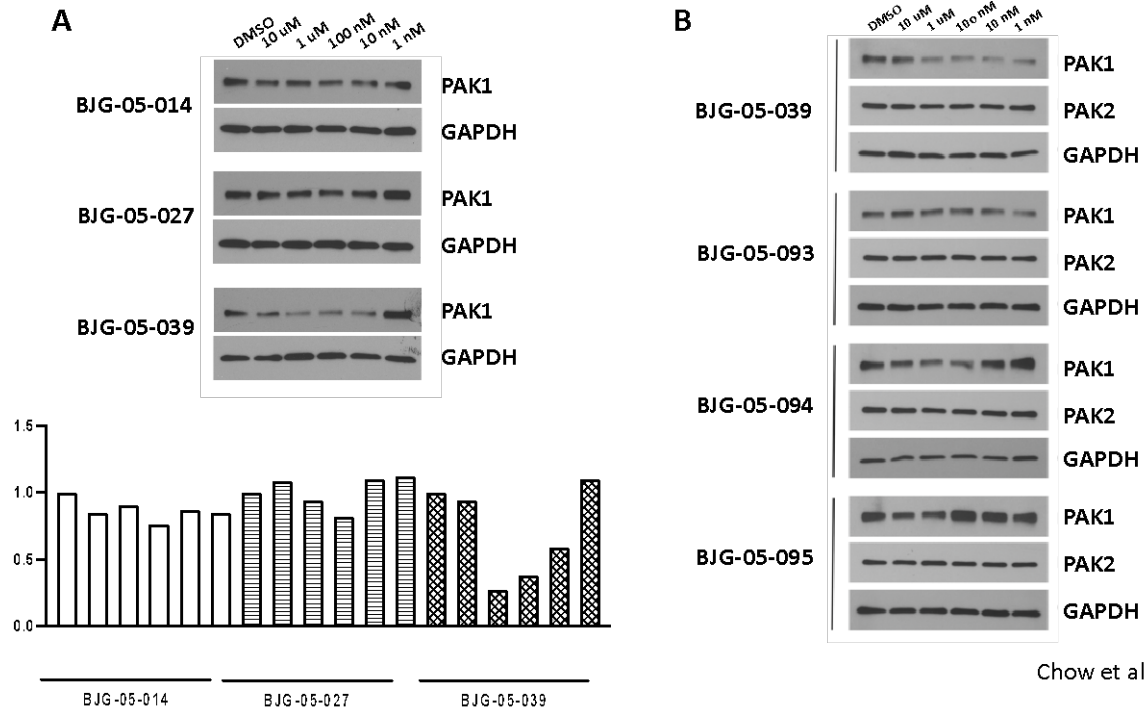 A
DMSO 10 uM 1 uM 100 nM 10 nM 1 nM
BJG-05-014
PAK1
GAPDH
BJG-05-027
PAK1
GAPDH
BJG-05-039
PAK1
GAPDH
1.5
1.0
0.5
0.0
BJG-05-014 BJG-05-027 BJG-05-039
B
DMSO 10 uM 1 uM 10o nM 10 nM 1 nM
BJG-05-039
PAK1
PAK2
GAPDH
BJG-05-093
PAK1
PAK2
GAPDH
BJG-05-094
PAK1
PAK2
GAPDH
BJG-05-095
PAK1
PAK2
GAPDH
Chow et al